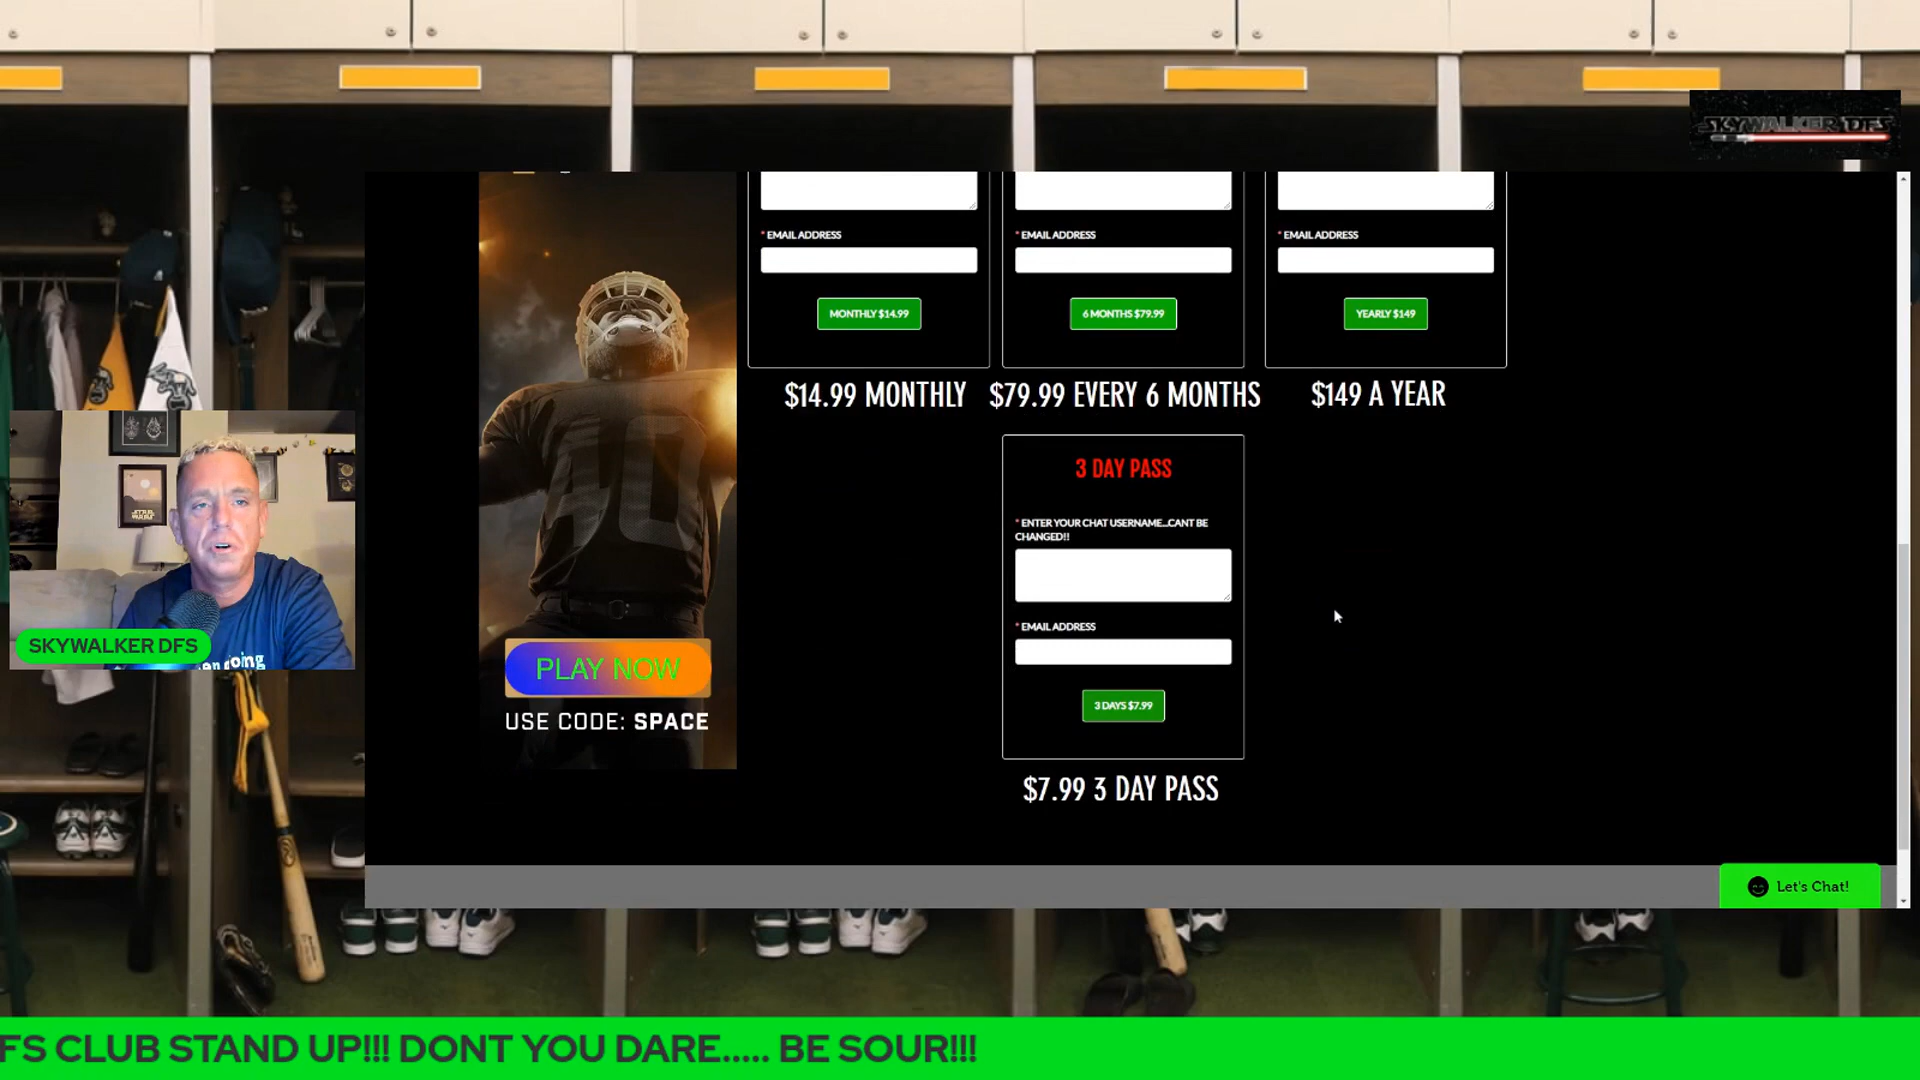 SKYWALKER DFS
* EMAIL ADDRESS
* EMAIL ADDRESS
* EMAIL ADDRESS
MONTHLY $14.99
6 MONTHS $79.99
YEARLY $149
$14.99 MONTHLY
$79.99 EVERY 6 MONTHS
$149 A YEAR
3 DAY PASS
* ENTER YOUR CHAT USERNAME...CANT BE
CHANGED!!
* EMAIL ADDRESS
3 DAYS $7.99
$7.99 3 DAY PASS
40
PLAY NOW
USE CODE: SPACE
STAR
WARS
SKYWALKER DFS
Let's Chat!
FS CLUB STAND UP!!! DONT YOU DARE..... BE SOUR!!!